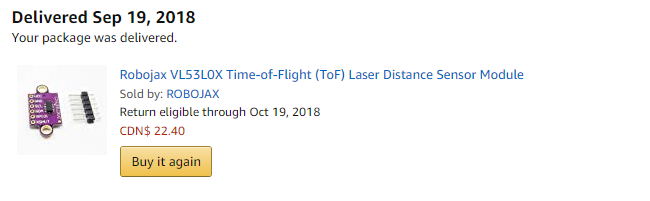 Delivered Sep 19, 2018
Your package was delivered.
Robojax VL53L0X Time-of-Flight (ToF) Laser Distance Sensor Module
Sold by: ROBOJAX
Return eligible through Oct 19, 2018
CDN$ 22.40
Buy it again